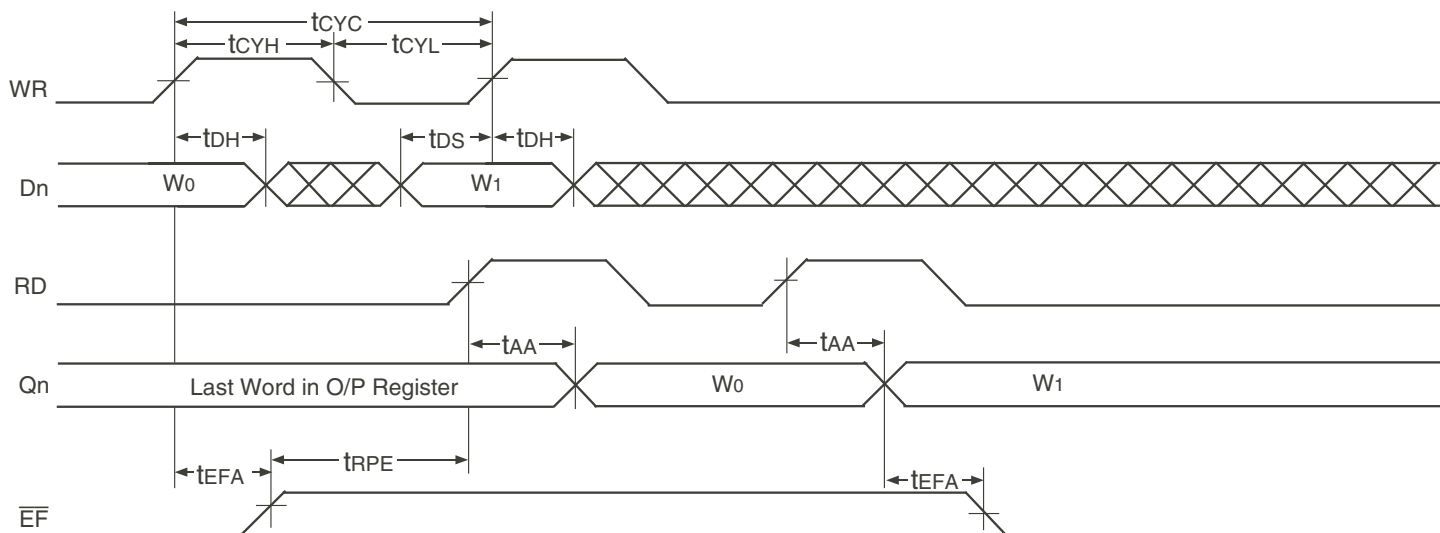 tCYC
tCYH tCYL
WR
tDH tDS tDH
Dn W0 W1
RD
tAA tAA
Qn Last Word in O/P Register W0 W1
tEFA tRPE tEFA
E̅F̅